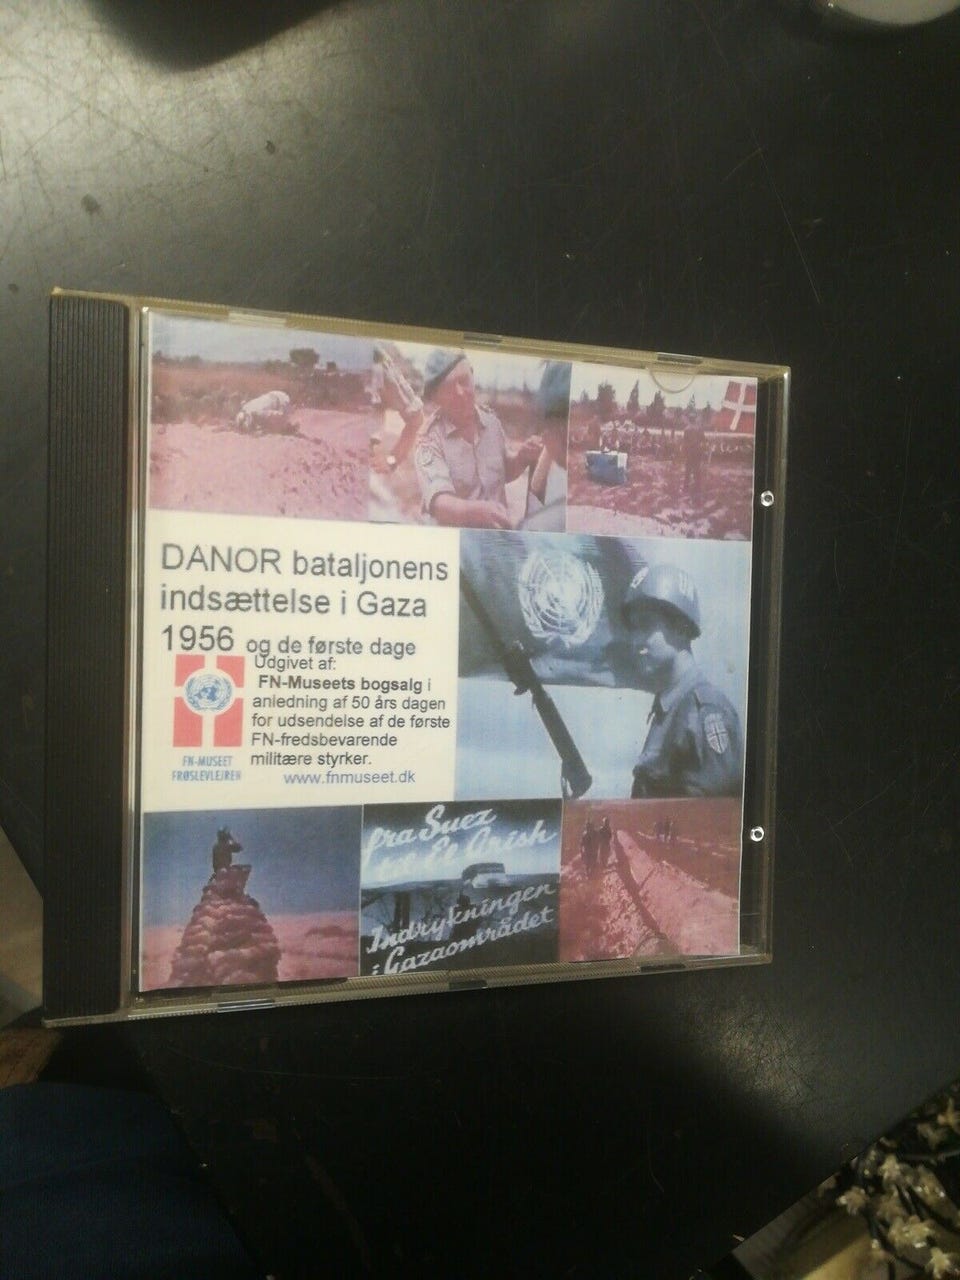 DANOR bataljonens
indsættelse i Gaza
1956 og de første dage
Udgivet af:
FN-Museets bogsalg i
anledning af 50 års dagen
for udsendelse af de første
FN-fredsbevarende
militære styrker.
www.fnmuseet.dk
FN-MUSEET
FRØSLEVLEJREN
fra Suez
til El Arish
Indrykningen
i Gazaområdet